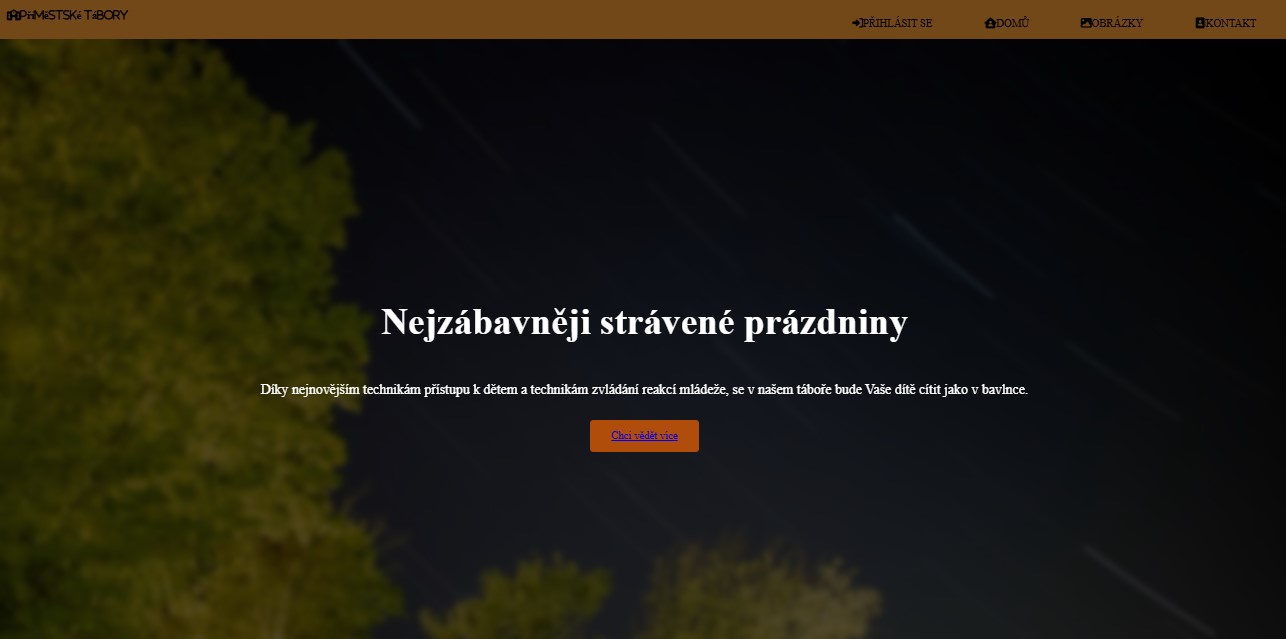 PříMěSTSKé TáBORY
PŘIHLÁSIT SE
DOMŮ
OBRÁZKY
KONTAKT
Nejzábavněji strávené prázdniny
Díky nejnovějším technikám přístupu k dětem a technikám zvládání reakcí mládeže, se v našem táboře bude Vaše dítě cítit jako v bavlnce.
Chci vědět více